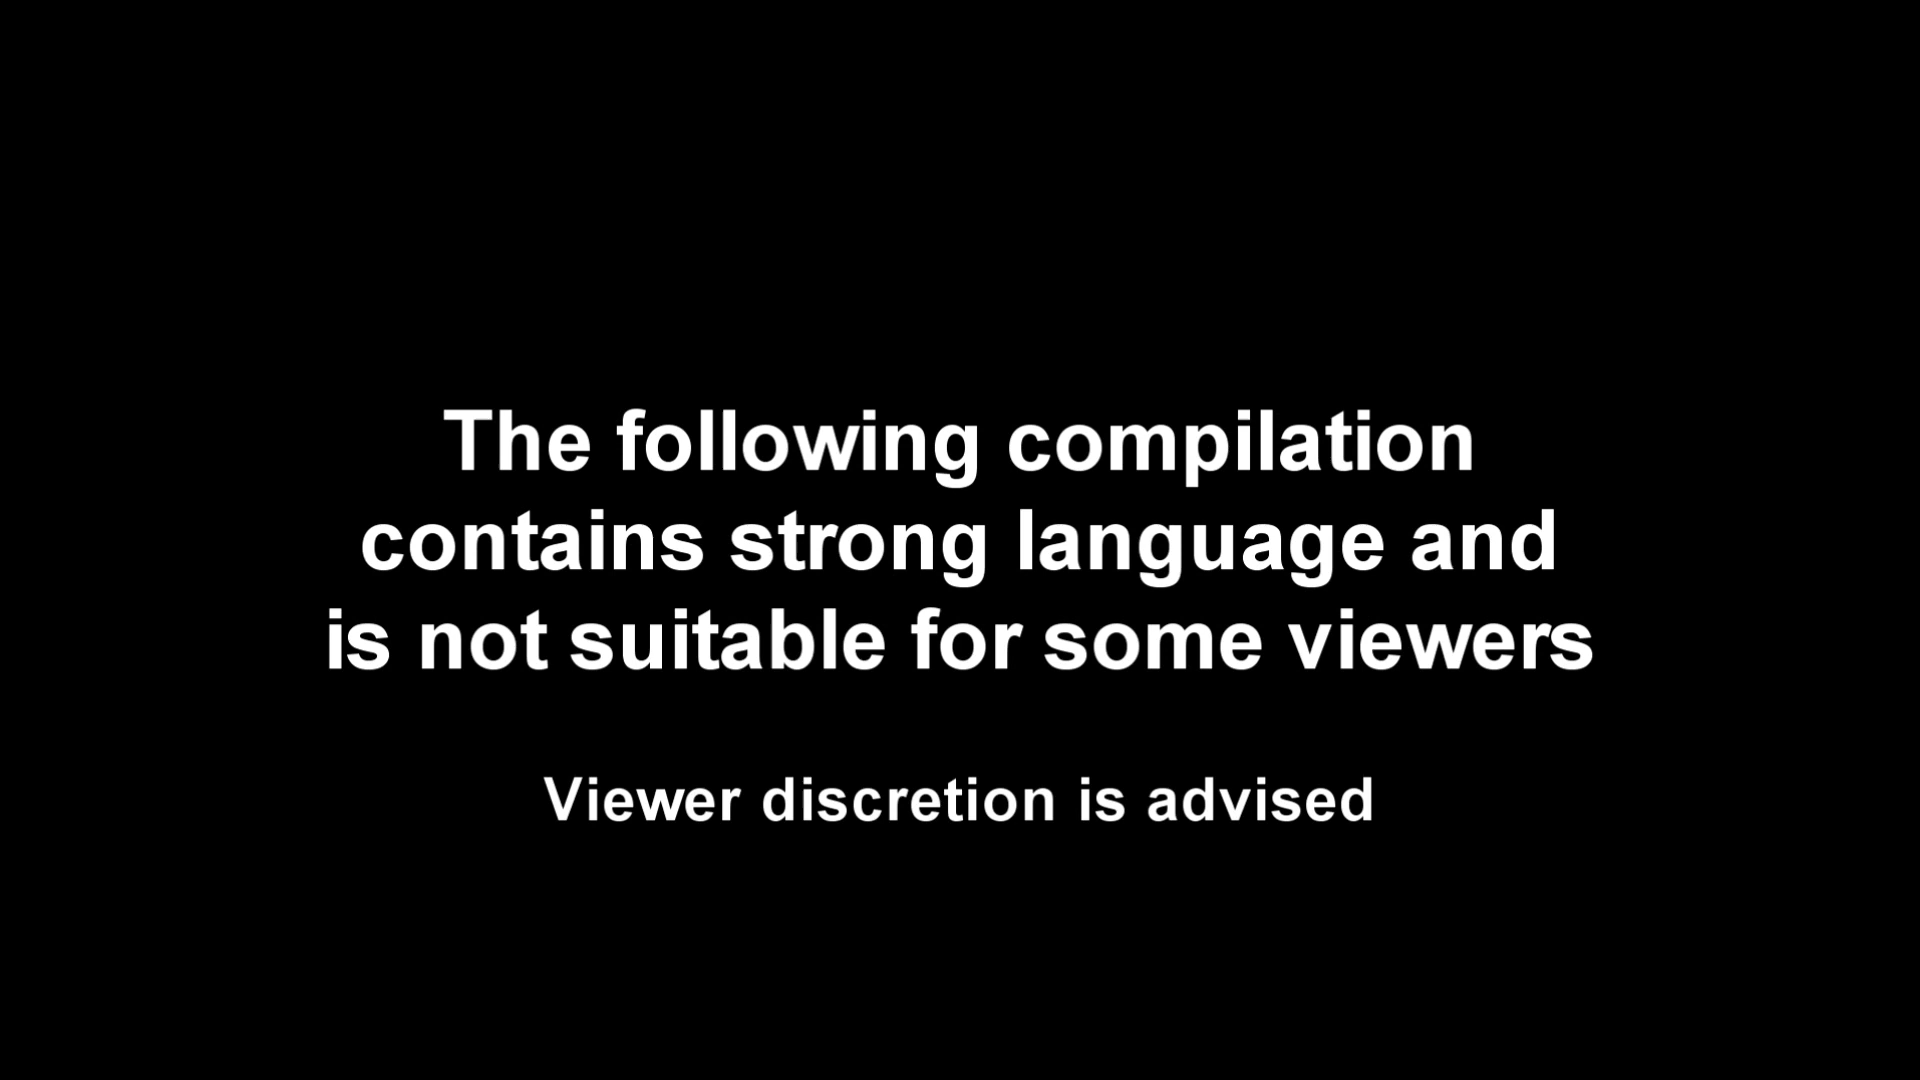 The following compilation
contains strong language and
is not suitable for some viewers
Viewer discretion is advised